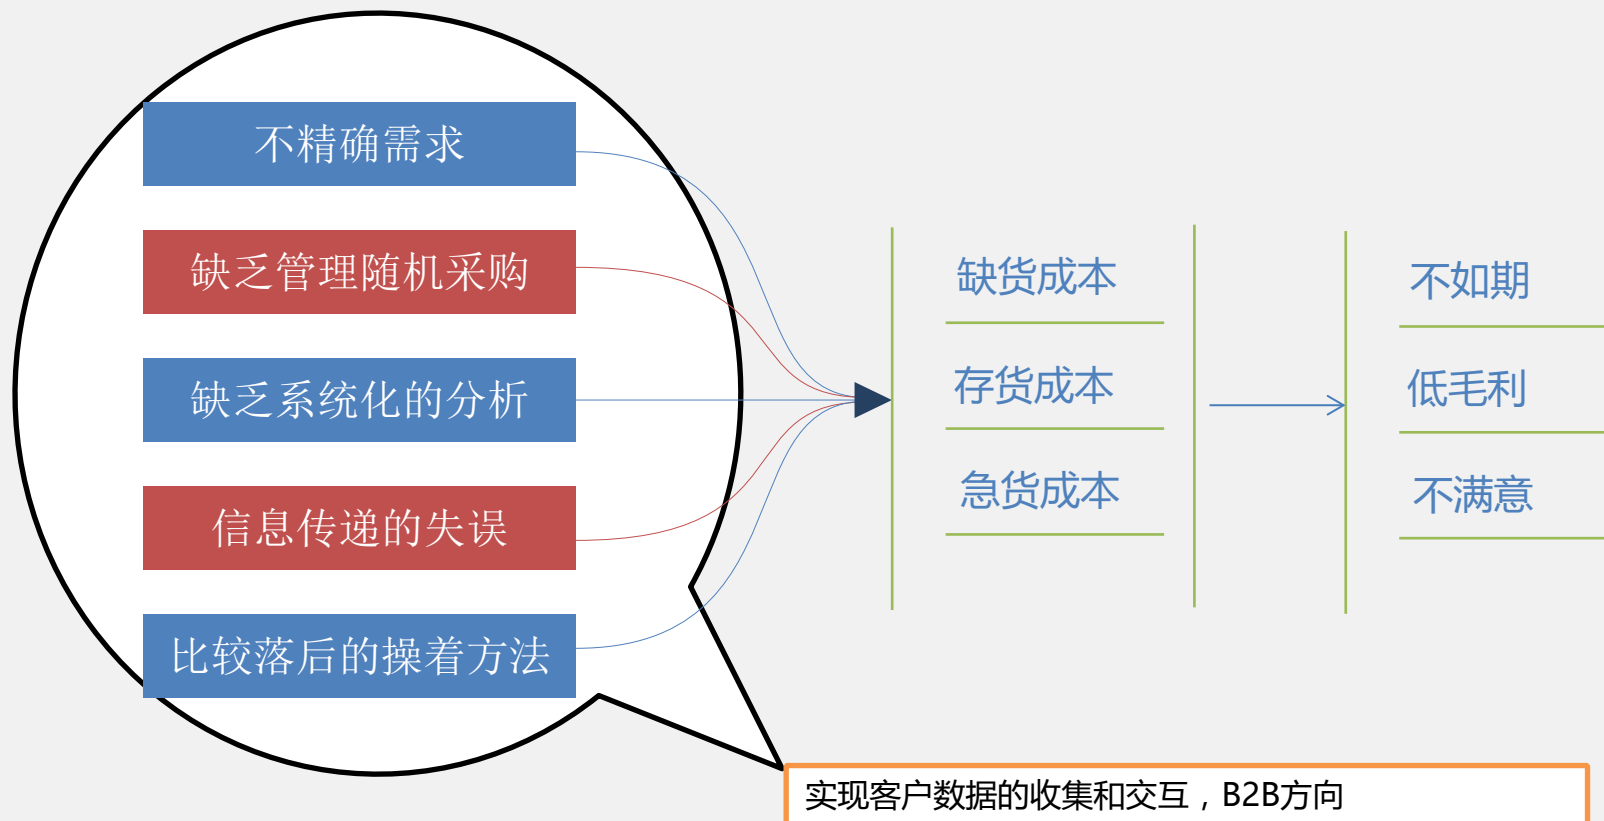 不精确需求
缺乏管理随机采购
缺乏系统化的分析
信息传递的失误
比较落后的操着方法
缺货成本
存货成本
急货成本
不如期
低毛利
不满意
实现客户数据的收集和交互，B2B方向